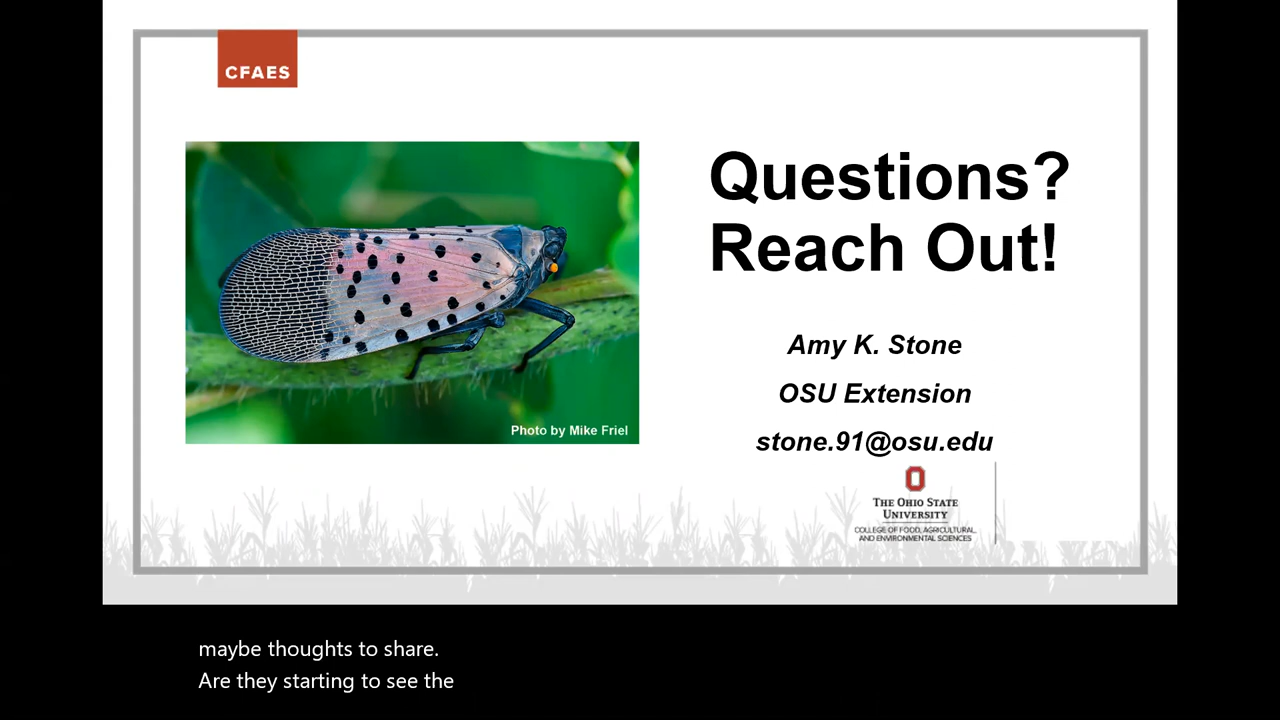 CFAES
Questions?
Reach Out!
Amy K. Stone
OSU Extension
stone.91@osu.edu
Photo by Mike Friel
THE OHIO STATE
UNIVERSITY
COLLEGE OF FOOD, AGRICULTURAL,
AND ENVIRONMENTAL SCIENCES
maybe thoughts to share.
Are they starting to see the